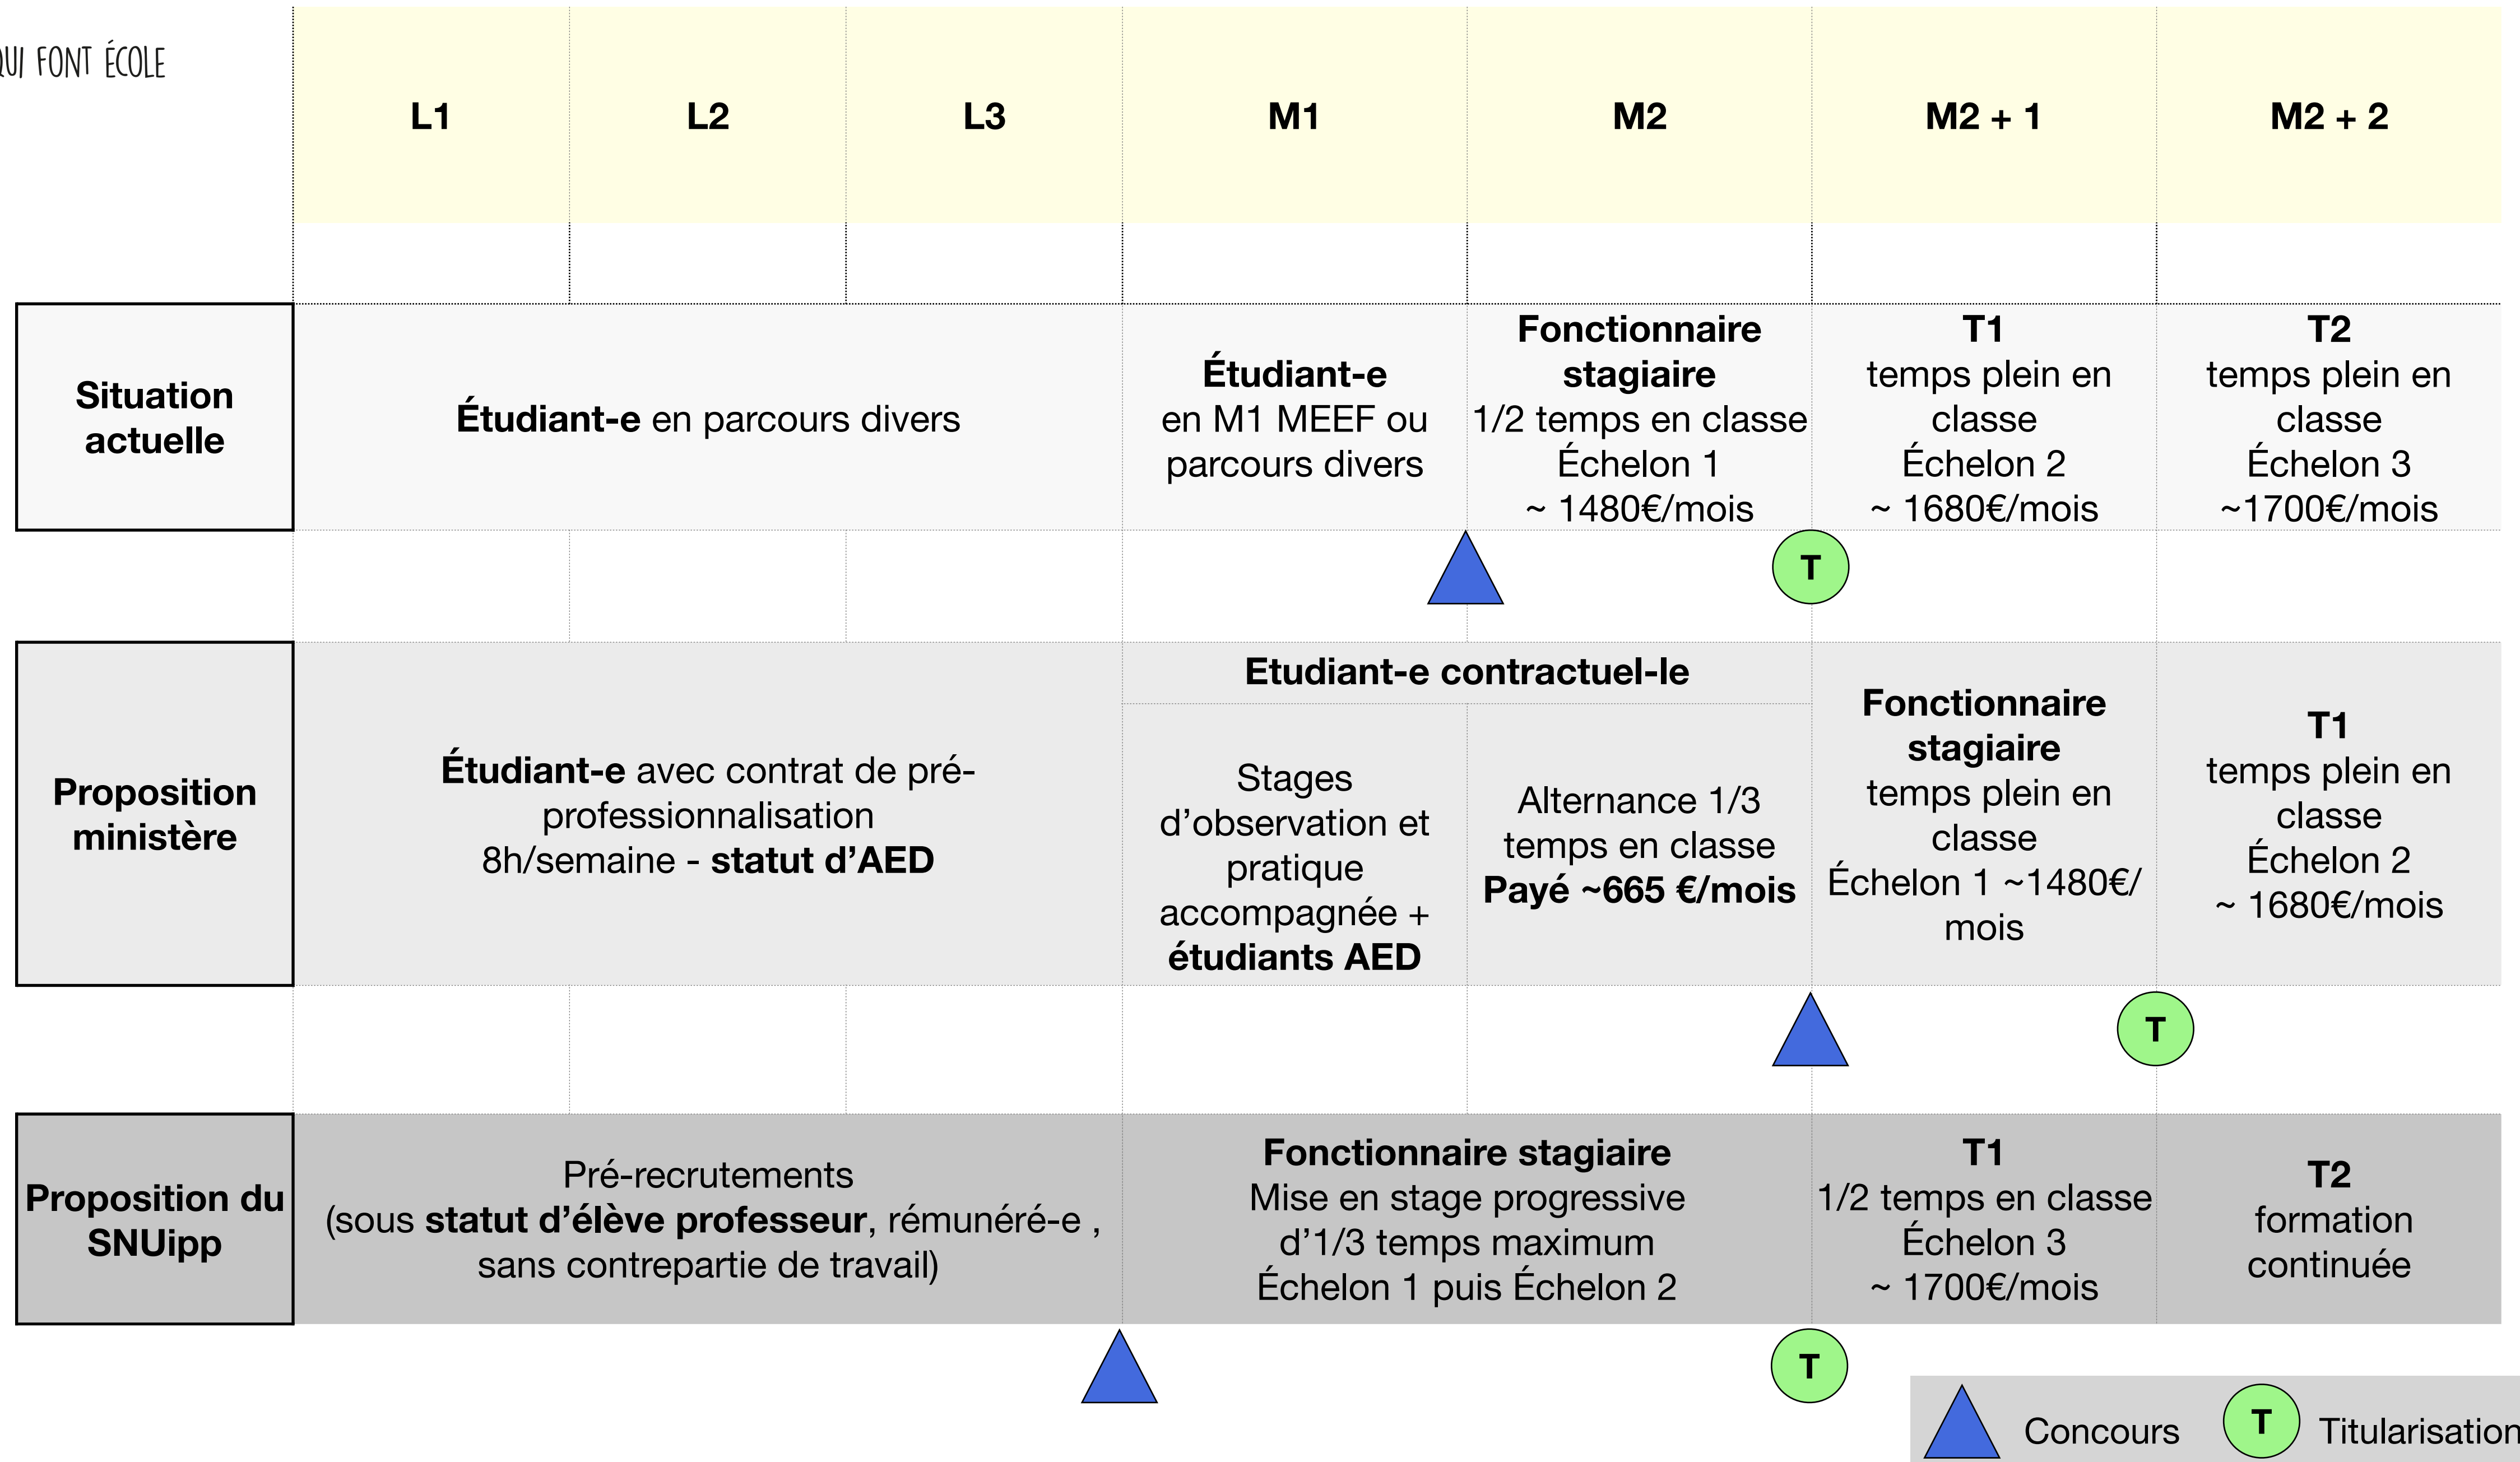 QUI FONT ÉCOLE
L1
L2
L3
M1
M2
M2 + 1
M2 + 2
Situation
actuelle
Étudiant-e en parcours divers
Étudiant-e
en M1 MEEF ou
parcours divers
Fonctionnaire
stagiaire
1/2 temps en classe
Échelon 1
~ 1480€/mois
T1
temps plein en
classe
Échelon 2
~ 1680€/mois
T2
temps plein en
classe
Échelon 3
~1700€/mois
T
Proposition
ministère
Étudiant-e avec contrat de pré-
professionnalisation
8h/semaine - statut d’AED
Etudiant-e contractuel-le
Stages
d’observation et
pratique
accompagnée +
étudiants AED
Alternance 1/3
temps en classe
Payé ~665 €/mois
Fonctionnaire
stagiaire
temps plein en
classe
Échelon 1 ~1480€/
mois
T1
temps plein en
classe
Échelon 2
~ 1680€/mois
T
Proposition du
SNUipp
Pré-recrutements
(sous statut d’élève professeur, rémunéré-e ,
sans contrepartie de travail)
Fonctionnaire stagiaire
Mise en stage progressive
d’1/3 temps maximum
Échelon 1 puis Échelon 2
T1
1/2 temps en classe
Échelon 3
~ 1700€/mois
T2
formation
continuée
T
Concours
T
Titularisation